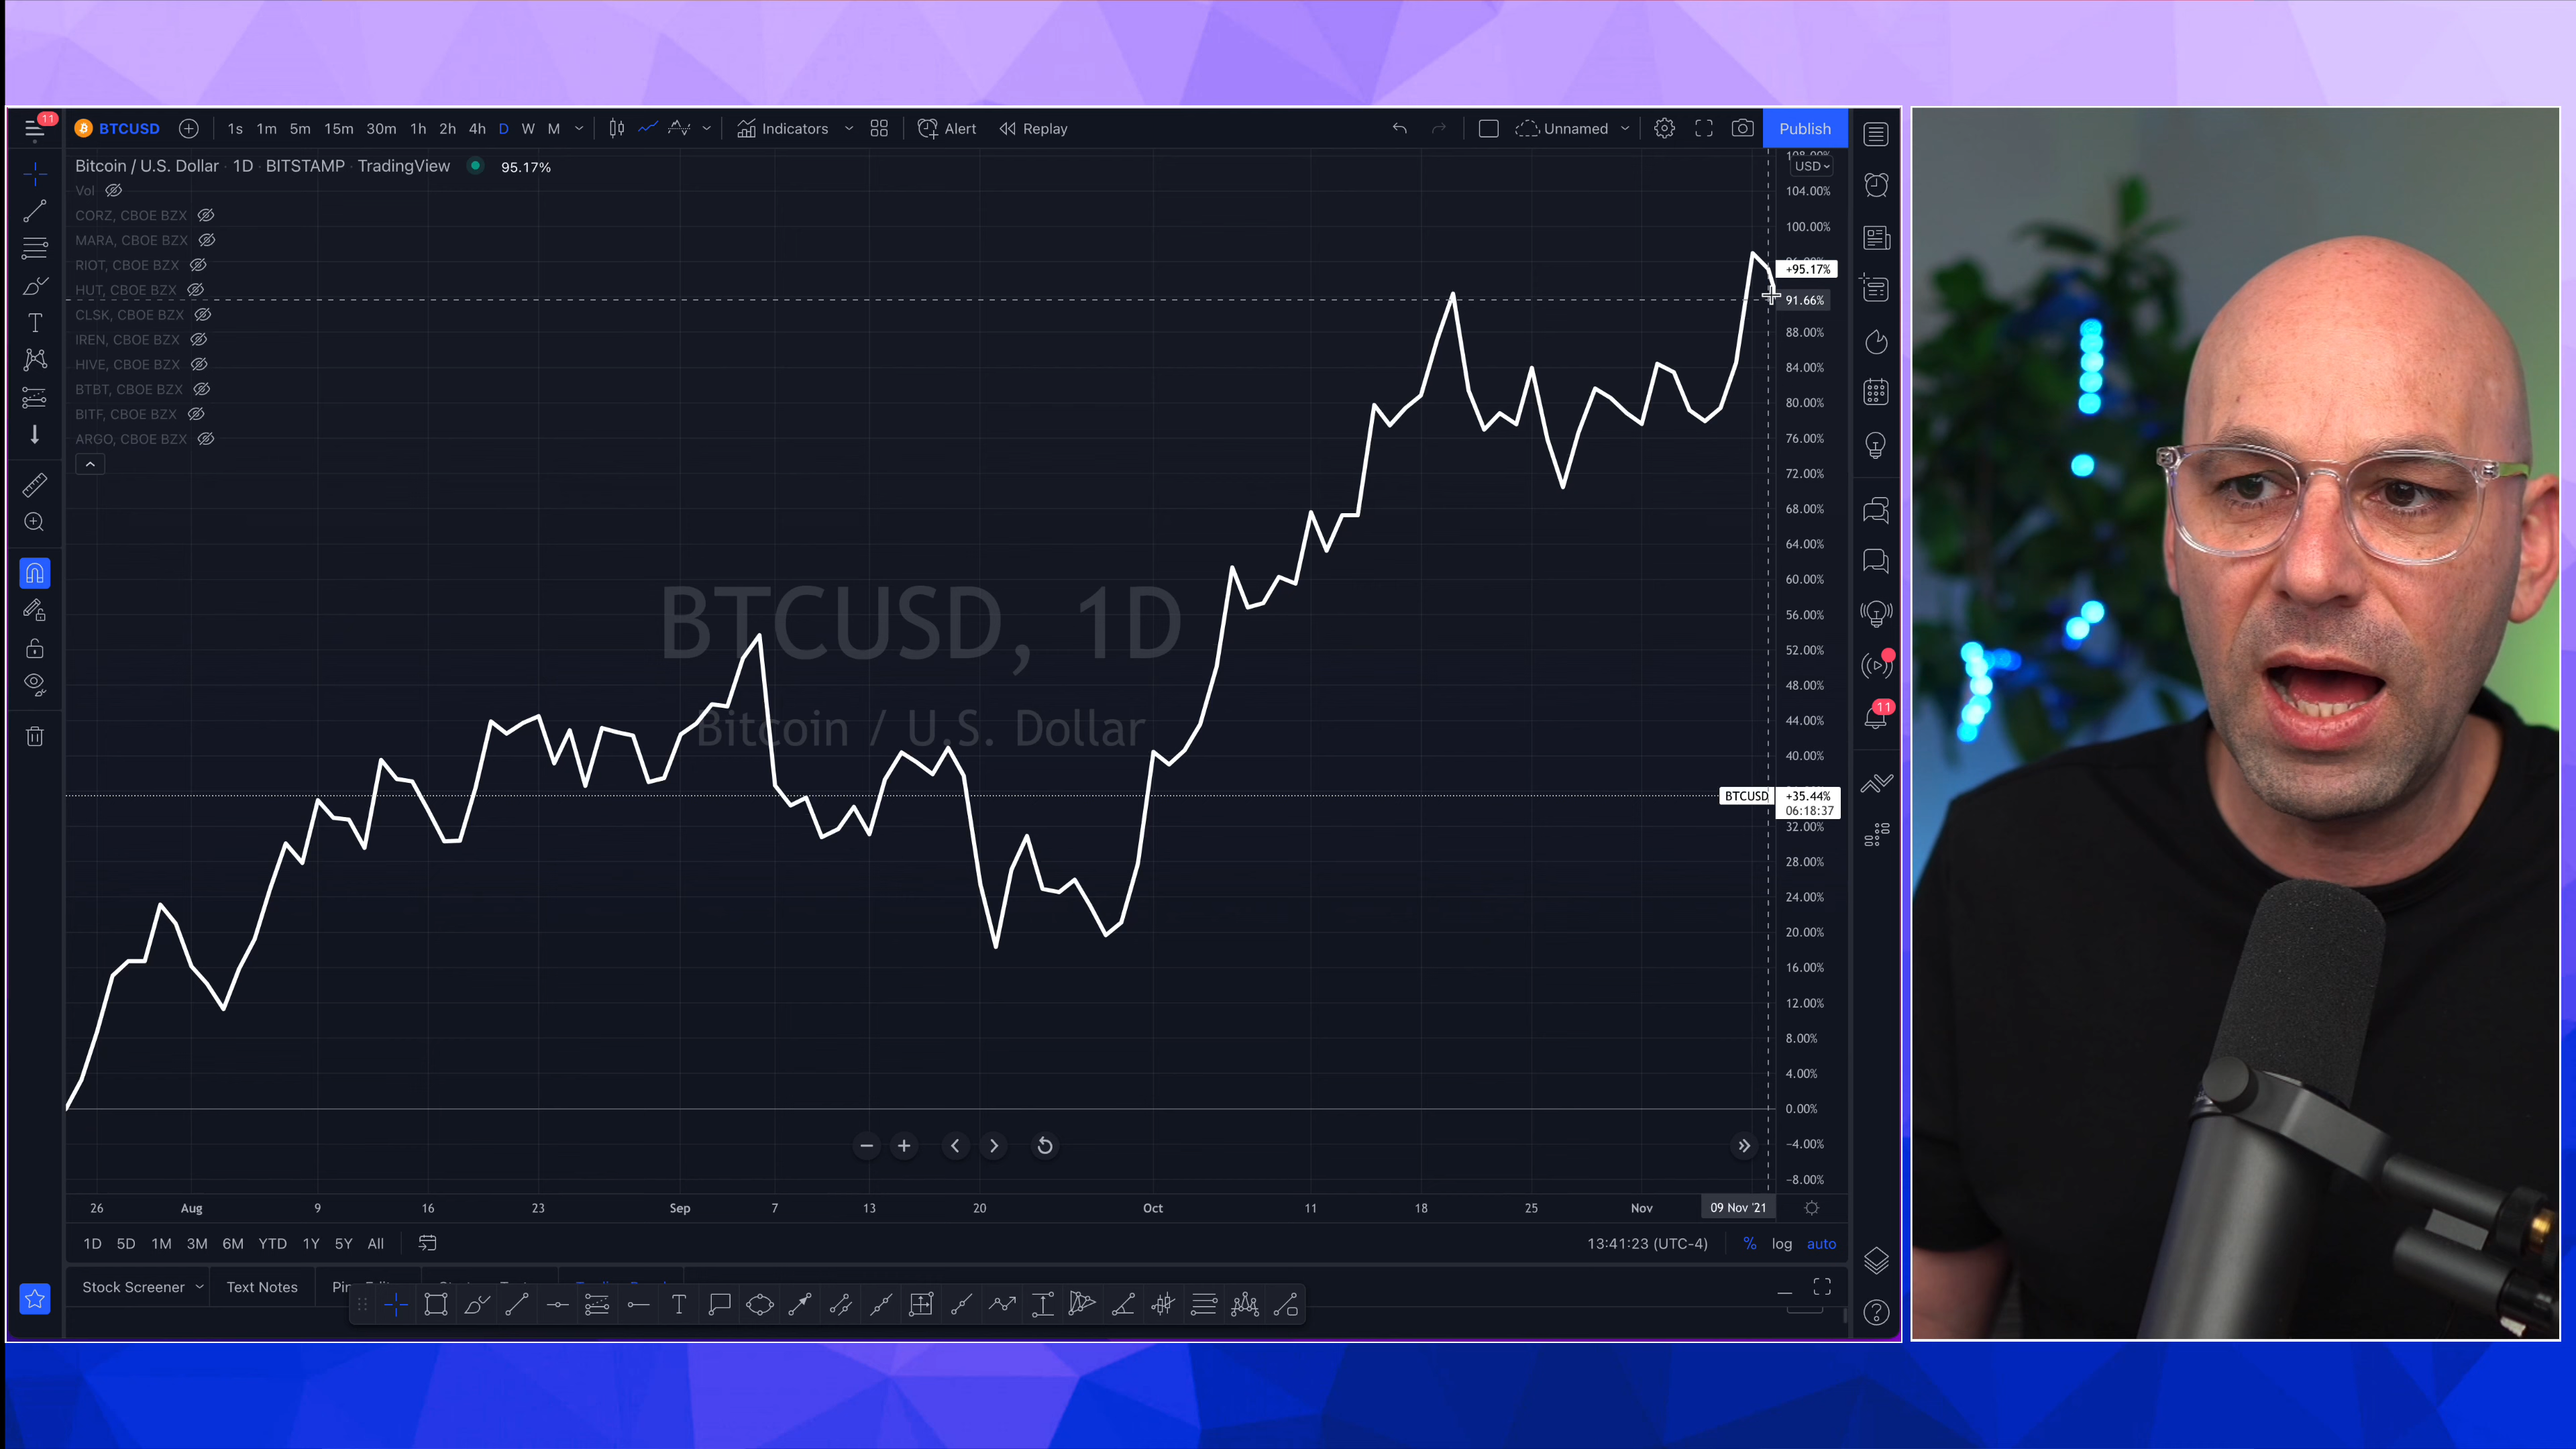 11 BTCUSD 1s 1m 5m 15m 30m 1h 2h 4h D W M Indicators Alert Replay Unnamed Publish
Bitcoin / U.S. Dollar · 1D · BITSTAMP · TradingView 95.17%
Vol
CORZ, CBOE BZX
MARA, CBOE BZX
RIOT, CBOE BZX
HUT, CBOE BZX
CLSK, CBOE BZX
IREN, CBOE BZX
HIVE, CBOE BZX
BTBT, CBOE BZX
BITF, CBOE BZX
ARGO, CBOE BZX
BTCUSD, 1D
Bitcoin / U.S. Dollar
108.00%
USD
104.00%
100.00%
+95.17%
91.66%
88.00%
84.00%
80.00%
76.00%
72.00%
68.00%
64.00%
60.00%
56.00%
52.00%
48.00%
44.00%
40.00%
BTCUSD +35.44%
06:18:37
32.00%
28.00%
24.00%
20.00%
16.00%
12.00%
8.00%
4.00%
0.00%
−4.00%
−8.00%
11
26 Aug 9 16 23 Sep 7 13 20 Oct 11 18 25 Nov 09 Nov '21
1D 5D 1M 3M 6M YTD 1Y 5Y All 13:41:23 (UTC-4) % log auto
Stock Screener Text Notes